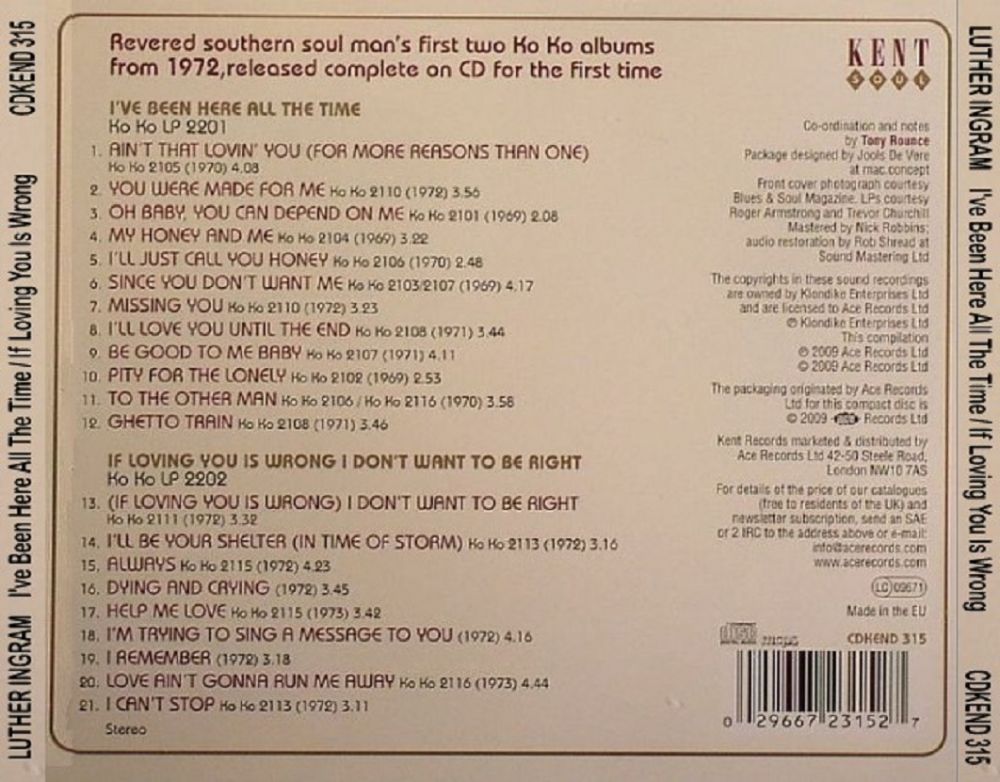 CDKEND 315
LUTHER INGRAM I've Been Here All The Time / If Loving You Is Wrong
Revered southern soul man's first two Ko Ko albums
from 1972,released complete on CD for the first time
KENT
SOUL
I'VE BEEN HERE ALL THE TIME
Ko Ko LP 2201
1. AIN'T THAT LOVIN' YOU (FOR MORE REASONS THAN ONE)
Ko Ko 2105 (1970) 4.08
2. YOU WERE MADE FOR ME Ko Ko 2110 (1972) 3.56
3. OH BABY, YOU CAN DEPEND ON ME Ko Ko 2101 (1969) 2.08
4. MY HONEY AND ME Ko Ko 2104 (1969) 3.22
5. I'LL JUST CALL YOU HONEY Ko Ko 2106 (1970) 2.48
6. SINCE YOU DON'T WANT ME Ko Ko 2103/2107 (1969) 4.17
7. MISSING YOU Ko Ko 2110 (1972) 3.23
8. I'LL LOVE YOU UNTIL THE END Ko Ko 2108 (1971) 3.44
9. BE GOOD TO ME BABY Ko Ko 2107 (1971) 4.11
10. PITY FOR THE LONELY Ko Ko 2102 (1969) 2.53
11. TO THE OTHER MAN Ko Ko 2106 / Ko Ko 2116 (1970) 3.58
12. GHETTO TRAIN Ko Ko 2108 (1971) 3.46
IF LOVING YOU IS WRONG I DON'T WANT TO BE RIGHT
Ko Ko LP 2202
13. (IF LOVING YOU IS WRONG) I DON'T WANT TO BE RIGHT
Ko Ko 2111 (1972) 3.32
14. I'LL BE YOUR SHELTER (IN TIME OF STORM) Ko Ko 2113 (1972) 3.16
15. ALWAYS Ko Ko 2115 (1972) 4.23
16. DYING AND CRYING (1972) 3.45
17. HELP ME LOVE Ko Ko 2115 (1973) 3.42
18. I'M TRYING TO SING A MESSAGE TO YOU (1972) 4.16
19. I REMEMBER (1972) 3.18
20. LOVE AIN'T GONNA RUN ME AWAY Ko Ko 2116 (1973) 4.44
21. I CAN'T STOP Ko Ko 2113 (1972) 3.11
Stereo
Co-ordination and notes
by Tony Rounce
Package designed by Jools De Vere
at mac.concept
Front cover photograph courtesy
Blues & Soul Magazine. LPs courtesy
Roger Armstrong and Trevor Churchill
Mastered by Nick Robbins;
audio restoration by Rob Shread at
Sound Mastering Ltd
The copyrights in these sound recordings
are owned by Klondike Enterprises Ltd
and are licensed to Ace Records Ltd
℗ Klondike Enterprises Ltd
This compilation
℗ 2009 Ace Records Ltd
© 2009 Ace Records Ltd
The packaging originated by Ace Records
Ltd for this compact disc is
© 2009 Records Ltd
Kent Records marketed & distributed by
Ace Records Ltd 42-50 Steele Road,
London NW10 7AS
For details of the price of our catalogues
(free to residents of the UK) and
newsletter subscription, send an SAE
or 2 IRC to the address above or e-mail:
info@acerecords.com
www.acerecords.com
LC 09671
Made in the EU
mcps
CDKEND 315
0 29667 23152 7
LUTHER INGRAM I've Been Here All The Time / If Loving You Is Wrong
CDKEND 315